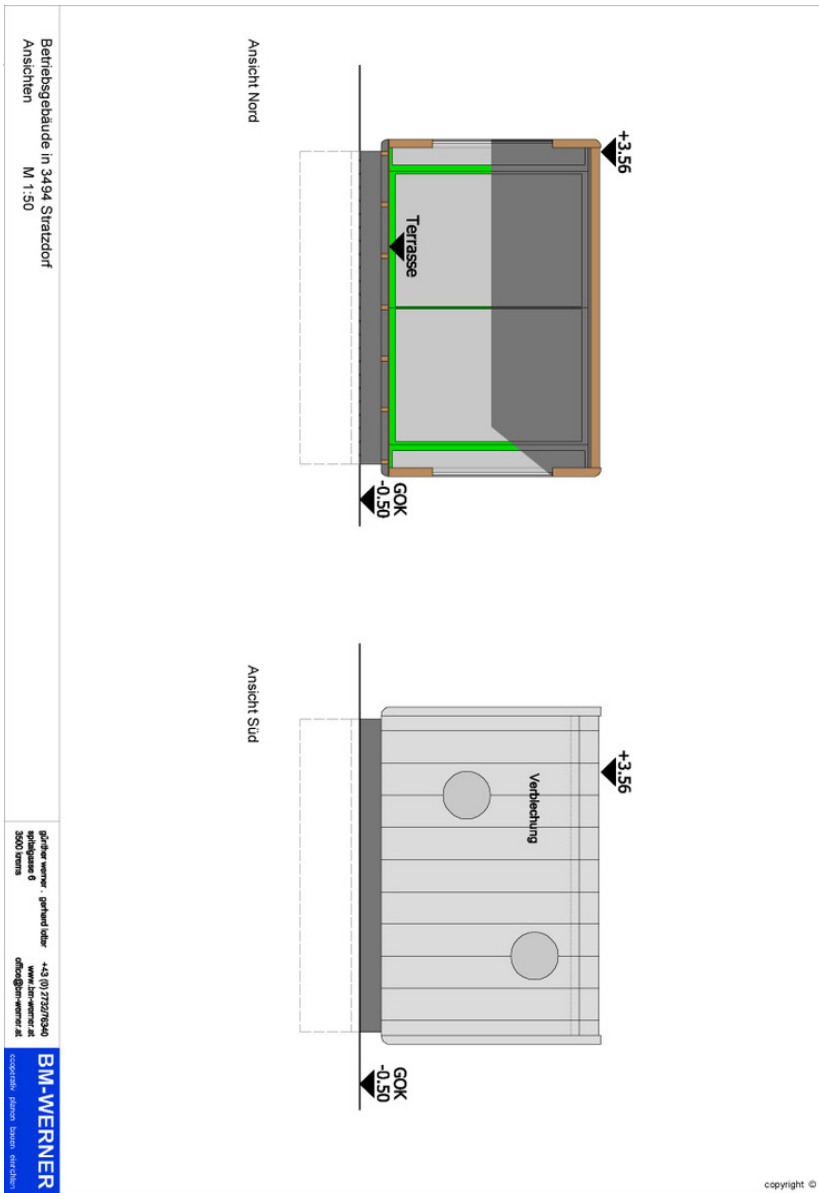 Ansicht Nord
+3.56
Terrasse
GOK
-0.50
Ansicht Süd
+3.56
Verblechung
GOK
-0.50
Betriebsgebäude in 3494 Stratzdorf
Ansichten M 1:50
günther werner . gerhard lotter
spitalgasse 6
3500 krems
+43 (0) 2732/76340
www.bm-werner.at
office@bm-werner.at
BM-WERNER
cooperativ planen bauen einrichten
copyright ©